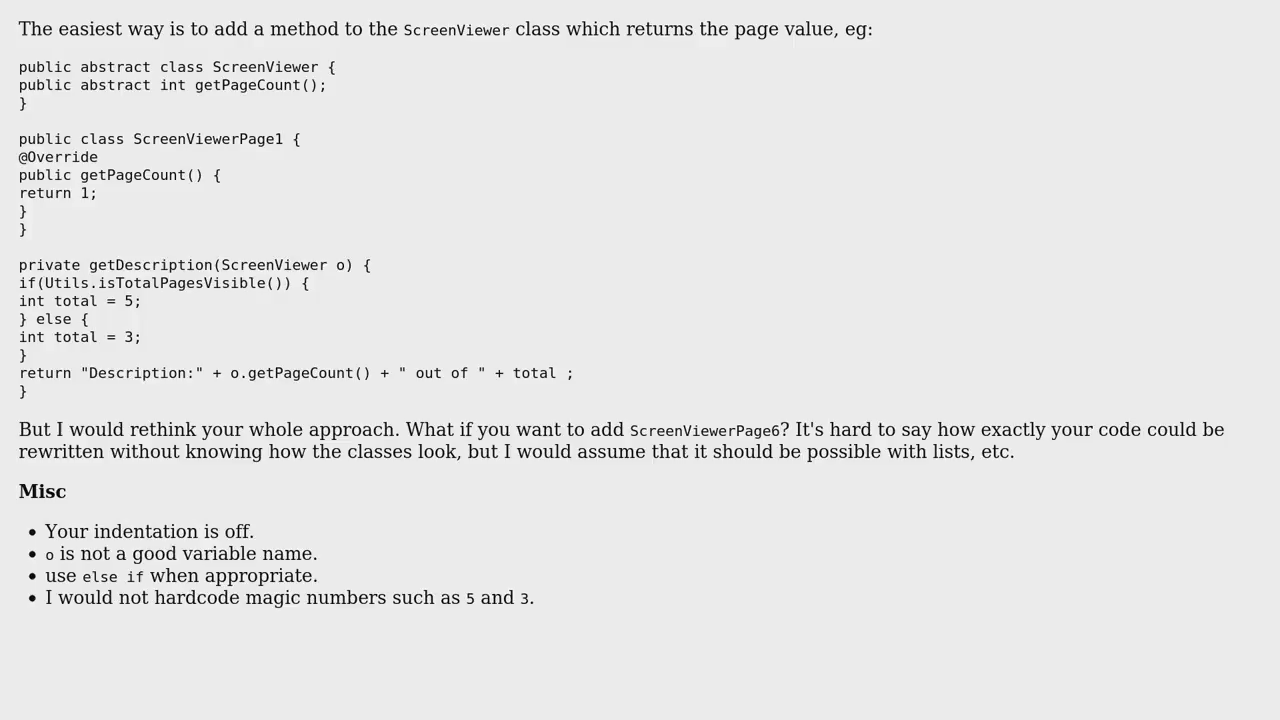 The easiest way is to add a method to the ScreenViewer class which returns the page value, eg:
public abstract class ScreenViewer {
public abstract int getPageCount();
}
public class ScreenViewerPage1 {
@Override
public getPageCount() {
return 1;
}
}
private getDescription(ScreenViewer o) {
if(Utils.isTotalPagesVisible()) {
int total = 5;
} else {
int total = 3;
}
return "Description:" + o.getPageCount() + " out of " + total ;
}
But I would rethink your whole approach. What if you want to add ScreenViewerPage6? It's hard to say how exactly your code could be
rewritten without knowing how the classes look, but I would assume that it should be possible with lists, etc.
Misc
• Your indentation is off.
• o is not a good variable name.
• use else if when appropriate.
• I would not hardcode magic numbers such as 5 and 3.